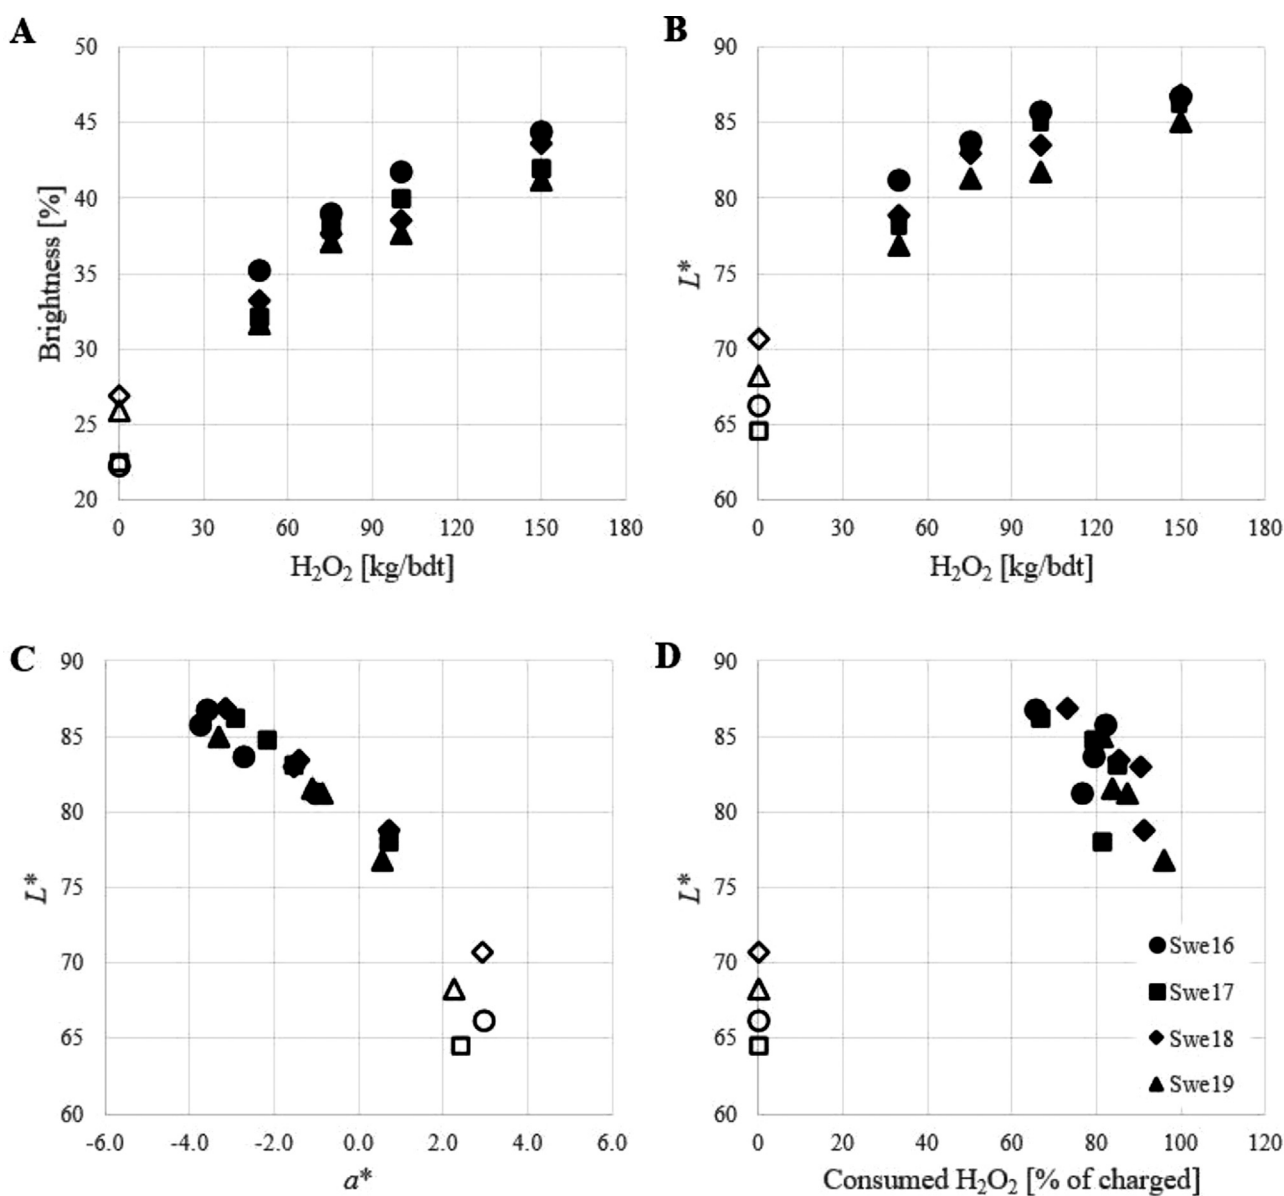 A
B
50
45
40
35
30
25
20
Brightness [%]
0 30 60 90 120 150 180
H₂O₂ [kg/bdt]
90
85
80
75
70
65
60
L*
0 30 60 90 120 150 180
H₂O₂ [kg/bdt]
C
D
90
85
80
75
70
65
60
L*
-6.0 -4.0 -2.0 0.0 2.0 4.0 6.0
a*
90
85
80
75
70
65
60
L*
Swe16
Swe17
Swe18
Swe19
0 20 40 60 80 100 120
Consumed H₂O₂ [% of charged]